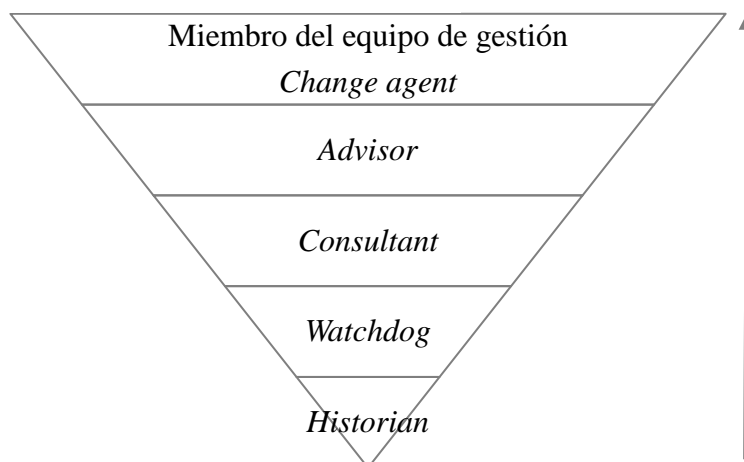 Miembro del equipo de gestión
Change agent
Advisor
Consultant
Watchdog
Historian